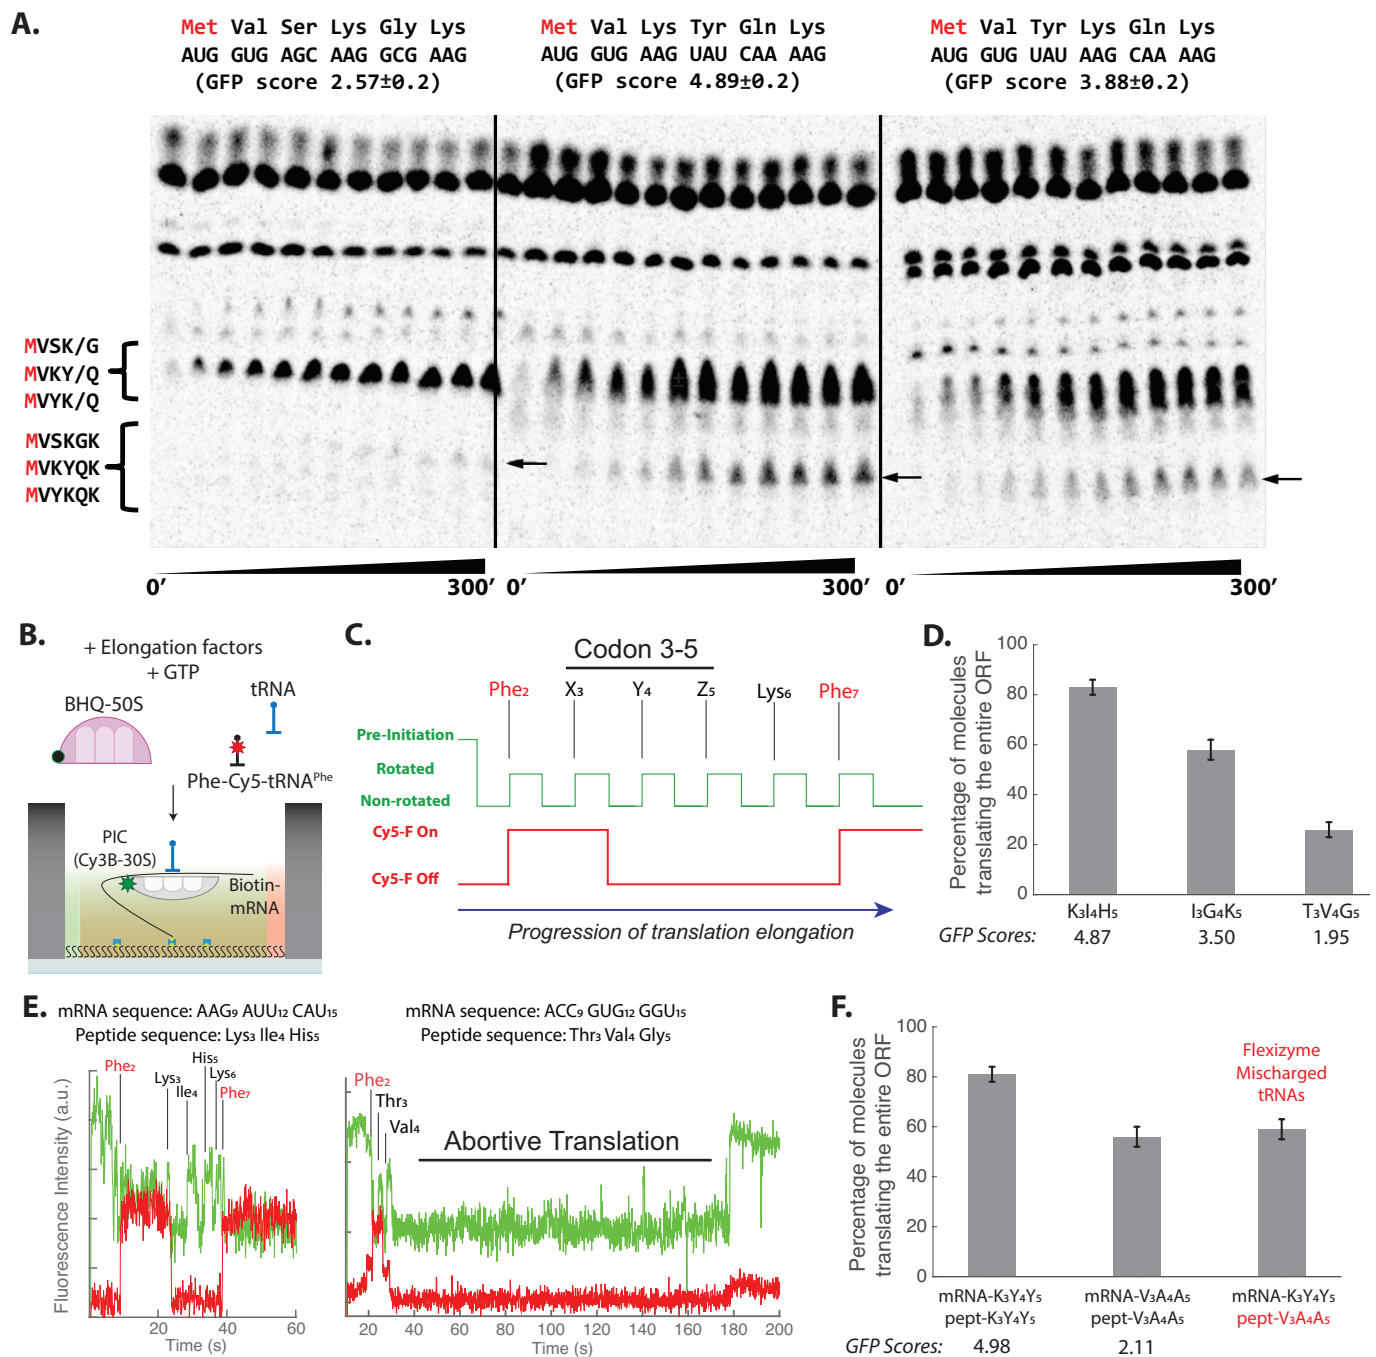 A.
Met Val Ser Lys Gly Lys
AUG GUG AGC AAG GCG AAG
(GFP score 2.57±0.2)
Met Val Lys Tyr Gln Lys
AUG GUG AAG UAU CAA AAG
(GFP score 4.89±0.2)
Met Val Tyr Lys Gln Lys
AUG GUG UAU AAG CAA AAG
(GFP score 3.88±0.2)
MVSK/G
MVKY/Q
MVYK/Q
MVSKGK
MVKYQK
MVYKQK
0′ 300′ 0′ 300′ 0′ 300′
B.
+ Elongation factors
+ GTP
BHQ-50S
tRNA
Phe-Cy5-tRNAᴾʰᵉ
PIC
(Cy3B-30S)
Biotin-
mRNA
C.
Codon 3-5
Phe₂ X₃ Y₄ Z₅ Lys₆ Phe₇
Pre-Initiation
Rotated
Non-rotated
Cy5-F On
Cy5-F Off
Progression of translation elongation
D.
Percentage of molecules
translating the entire ORF
100
80
60
40
20
0
K₃I₄H₅ I₃G₄K₅ T₃V₄G₅
GFP Scores: 4.87 3.50 1.95
E.
mRNA sequence: AAG₉ AUU₁₂ CAU₁₅
Peptide sequence: Lys₃ Ile₄ His₅
Phe₂
Lys₃
Ile₄
His₅
Lys₆
Phe₇
Fluorescence Intensity (a.u.)
20 40 60
Time (s)
mRNA sequence: ACC₉ GUG₁₂ GGU₁₅
Peptide sequence: Thr₃ Val₄ Gly₅
Phe₂
Thr₃
Val₄
Abortive Translation
20 40 60 80 100 120 140 160 180 200
Time (s)
F.
Percentage of molecules
translating the entire ORF
100
80
60
40
20
0
Flexizyme
Mischarged
tRNAs
mRNA-K₃Y₄Y₅ mRNA-V₃A₄A₅ mRNA-K₃Y₄Y₅
pept-K₃Y₄Y₅ pept-V₃A₄A₅ pept-V₃A₄A₅
GFP Scores: 4.98 2.11